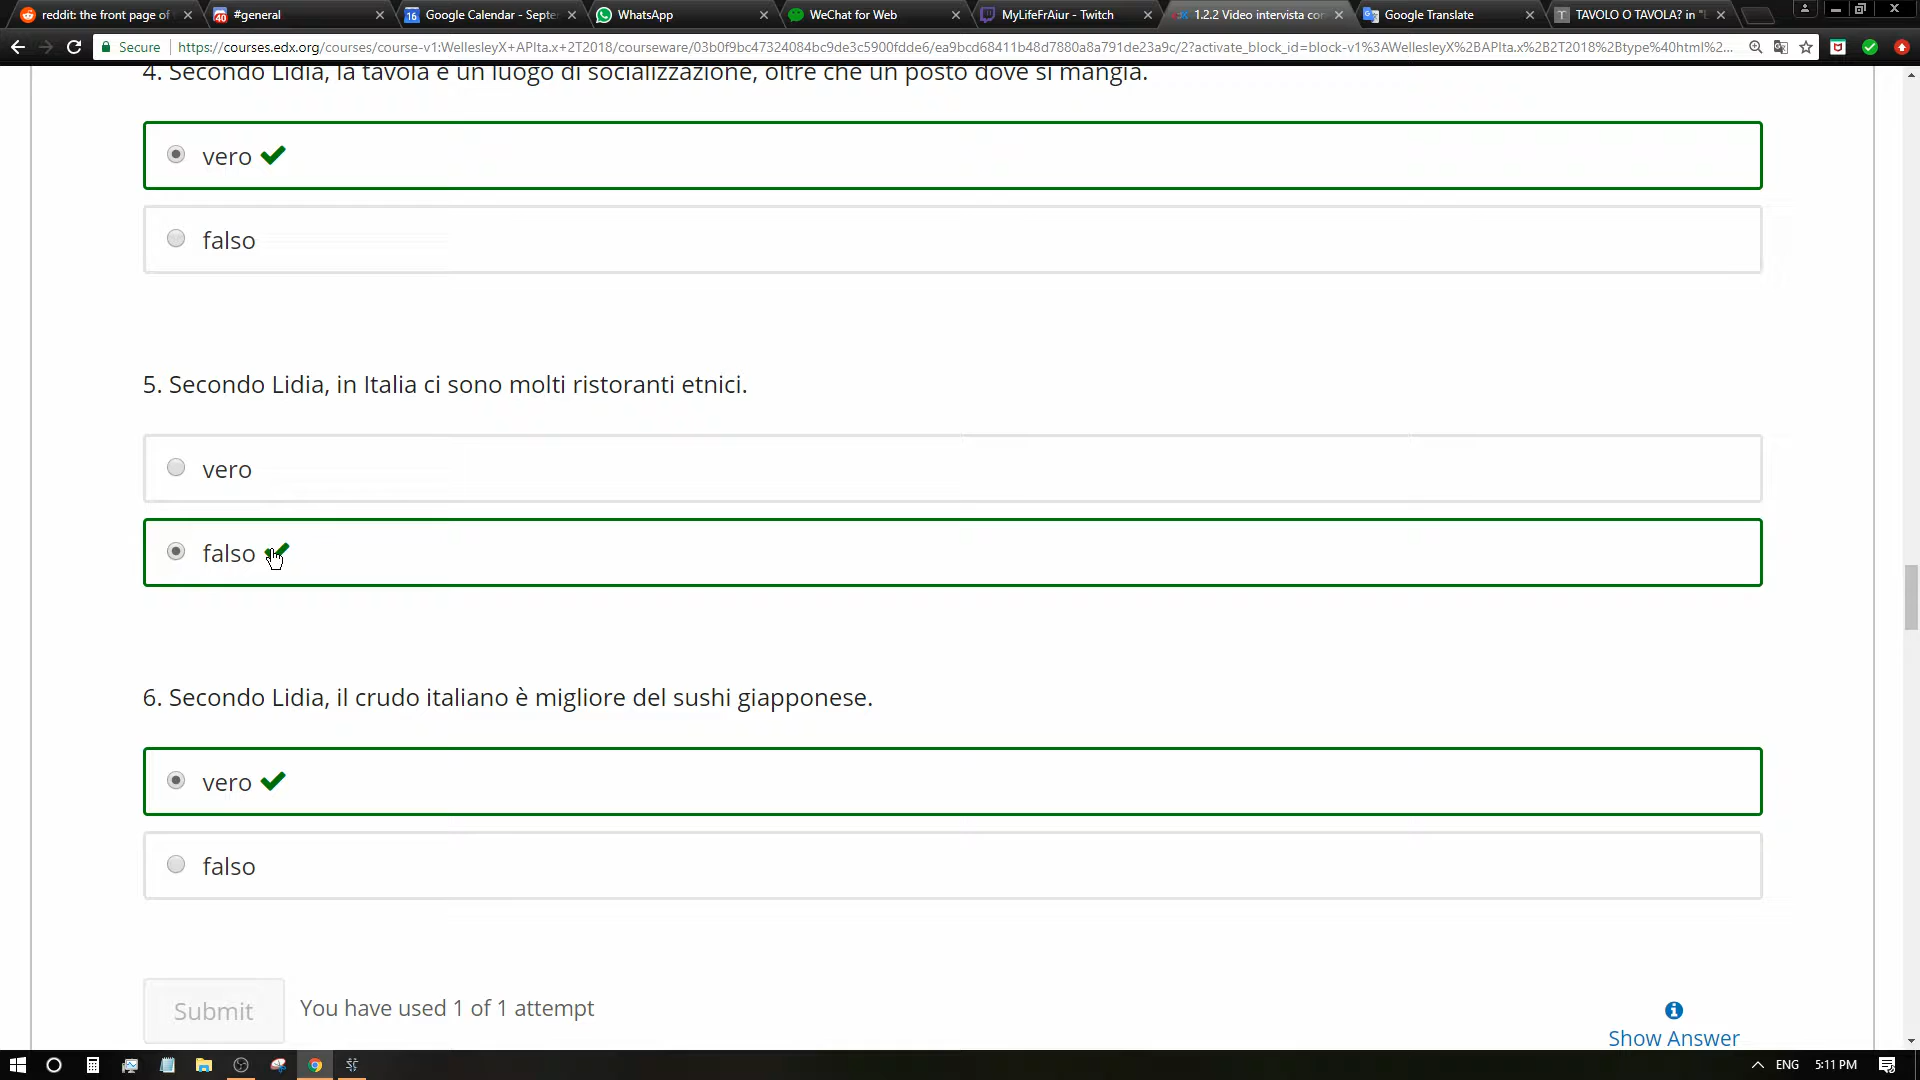 reddit: the front page of
#general
Google Calendar - Septe
WhatsApp
WeChat for Web
MyLifeFrAiur - Twitch
1.2.2 Video intervista co
Google Translate
TAVOLO O TAVOLA? in "
Secure
https://courses.edx.org/courses/course-v1:WellesleyX+APIta.x+2T2018/courseware/03b0f9bc47324084bc9de3c5900fdde6/ea9bcd68411b48d7880a8a791de23a9c/2?activate_block_id=block-v1%3AWellesleyX%2BAPIta.x%2B2T2018%2Btype%40html%2...
4. Secondo Lidia, la tavola è un luogo di socializzazione, oltre che un posto dove si mangia.
vero
falso
5. Secondo Lidia, in Italia ci sono molti ristoranti etnici.
vero
falso
6. Secondo Lidia, il crudo italiano è migliore del sushi giapponese.
vero
falso
Submit
You have used 1 of 1 attempt
Show Answer
ENG
5:11 PM